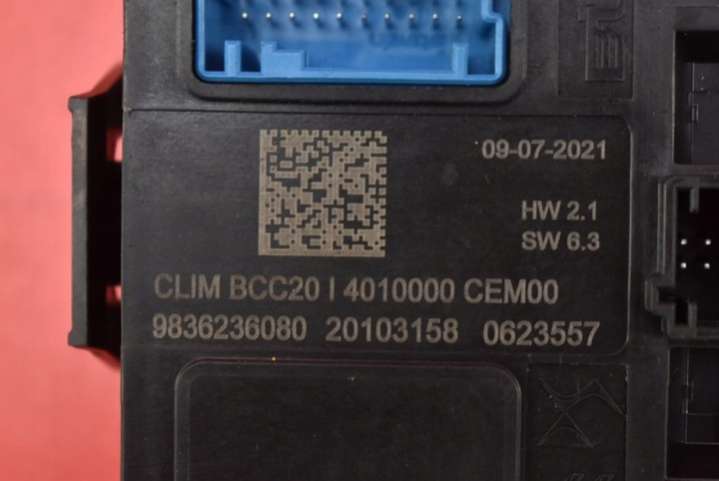 09-07-2021
HW 2.1
SW 6.3
CLIM BCC20 I 4010000 CEM00
9836236080 20103158 0623557